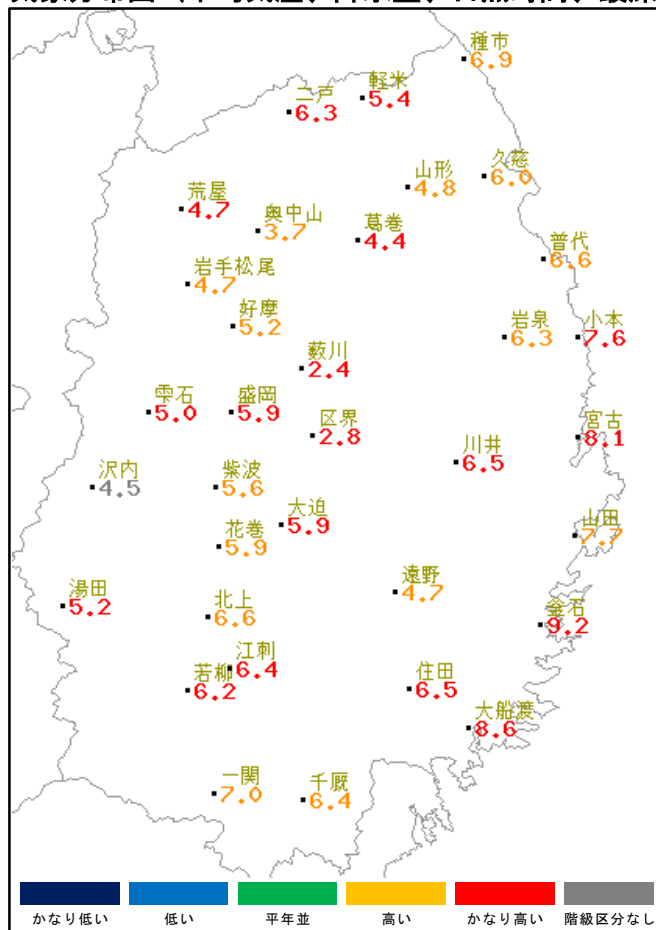 種市
6.9
軽米
5.4
二戸
6.3
久慈
6.0
山形
4.8
荒屋
4.7
奥中山
3.7
葛巻
4.4
普代
6.6
岩手松尾
4.7
好摩
5.2
岩泉
6.3
小本
7.6
薮川
2.4
雫石
5.0
盛岡
5.9
区界
2.8
宮古
8.1
川井
6.5
沢内
4.5
紫波
5.6
大迫
5.9
花巻
5.9
山田
7.7
遠野
4.7
湯田
5.2
北上
6.6
釜石
9.2
江刺
6.4
若柳
6.2
住田
6.5
大船渡
8.6
一関
7.0
千厩
6.4
かなり低い 低い 平年並 高い かなり高い 階級区分なし